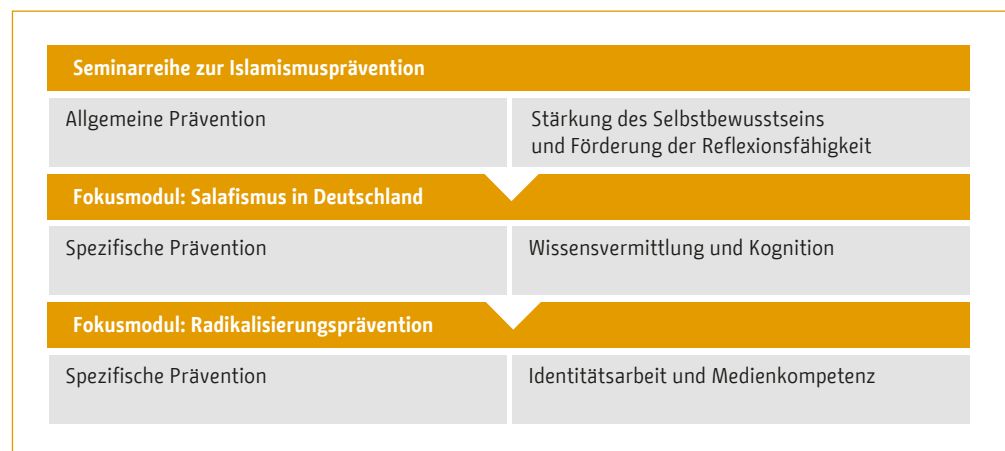 Seminarreihe zur Islamismusprävention
Allgemeine Prävention
Stärkung des Selbstbewusstseins
und Förderung der Reflexionsfähigkeit
Fokusmodul: Salafismus in Deutschland
Spezifische Prävention
Wissensvermittlung und Kognition
Fokusmodul: Radikalisierungsprävention
Spezifische Prävention
Identitätsarbeit und Medienkompetenz